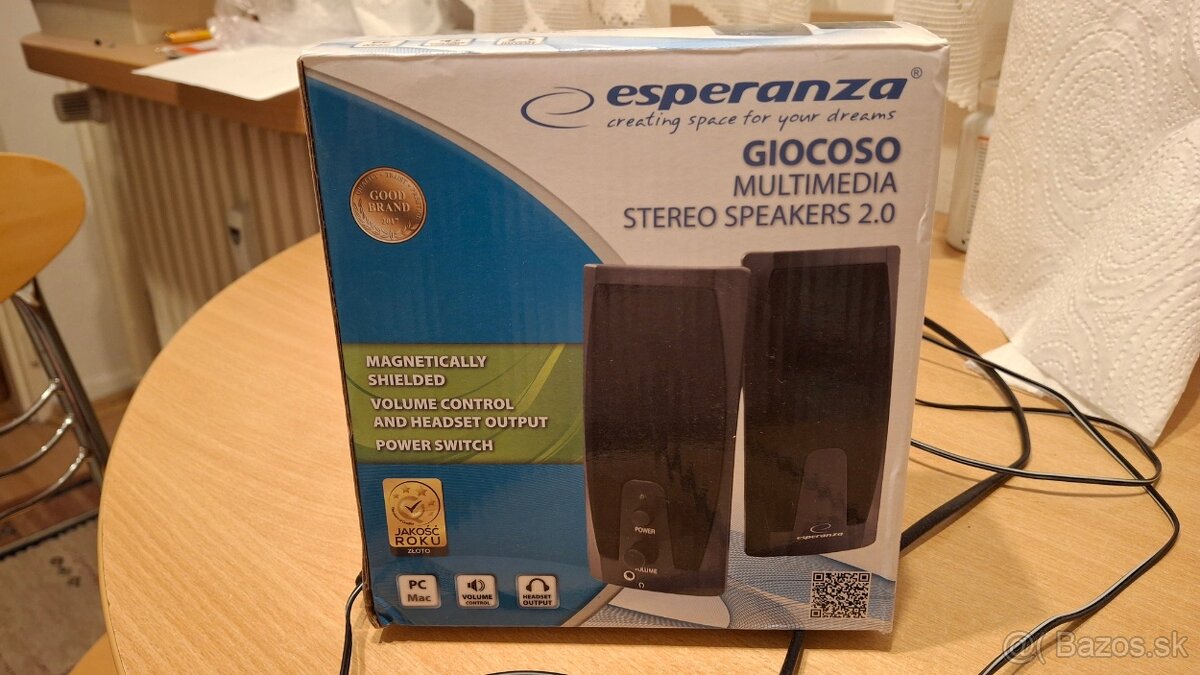 esperanza®
creating space for your dreams
GIOCOSO
MULTIMEDIA
STEREO SPEAKERS 2.0
GOOD
BRAND
2017
MAGNETICALLY
SHIELDED
VOLUME CONTROL
AND HEADSET OUTPUT
POWER SWITCH
JAKOŚĆ
ROKU
ZŁOTO
POWER
VOLUME
esperanza
PC
Mac
VOLUME
CONTROL
HEADSET
OUTPUT
Bazos.sk